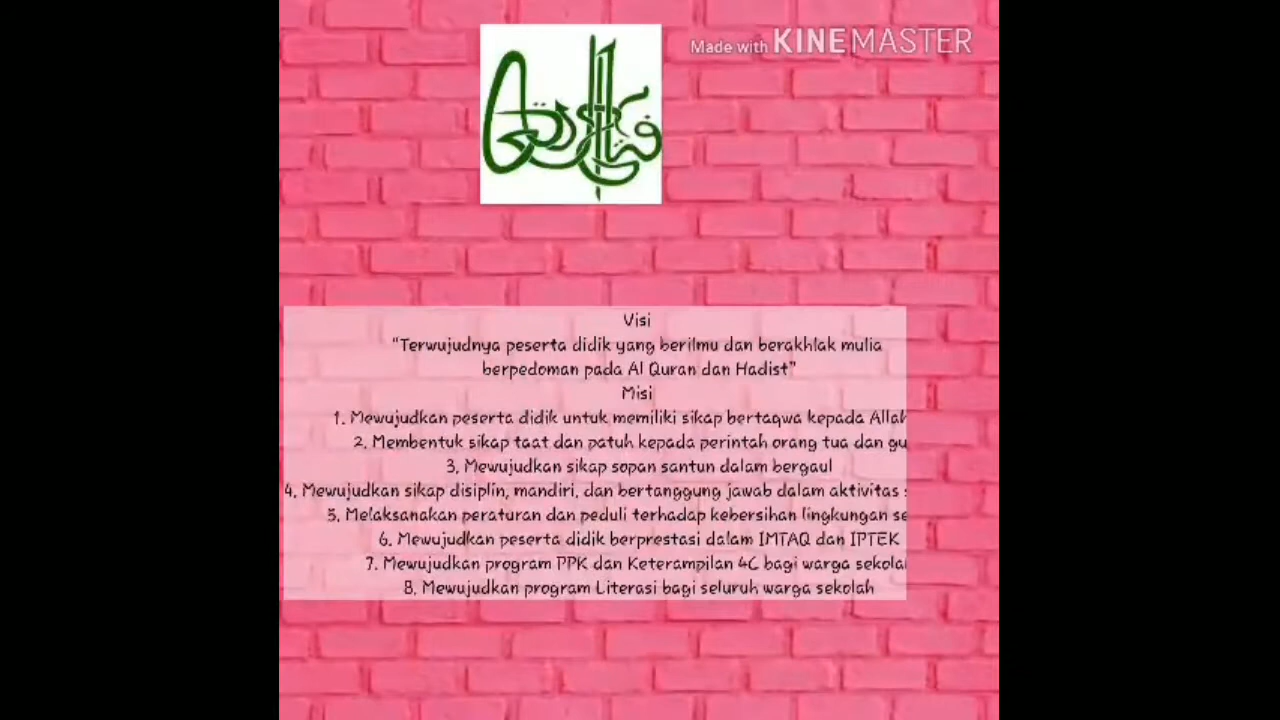 Made with KINEMASTER
Visi
"Terwujudnya peserta didik yang berilmu dan berakhlak mulia
berpedoman pada Al Quran dan Hadist"
Misi
1. Mewujudkan peserta didik untuk memiliki sikap bertaqwa kepada Allah
2. Membentuk sikap taat dan patuh kepada perintah orang tua dan gu
3. Mewujudkan sikap sopan santun dalam bergaul
4. Mewujudkan sikap disiplin, mandiri, dan bertanggung jawab dalam aktivitas
5. Melaksanakan peraturan dan peduli terhadap kebersihan lingkungan se
6. Mewujudkan peserta didik berprestasi dalam IMTAQ dan IPTEK
7. Mewujudkan program PPK dan Keterampilan 4C bagi warga sekola
8. Mewujudkan program Literasi bagi seluruh warga sekolah